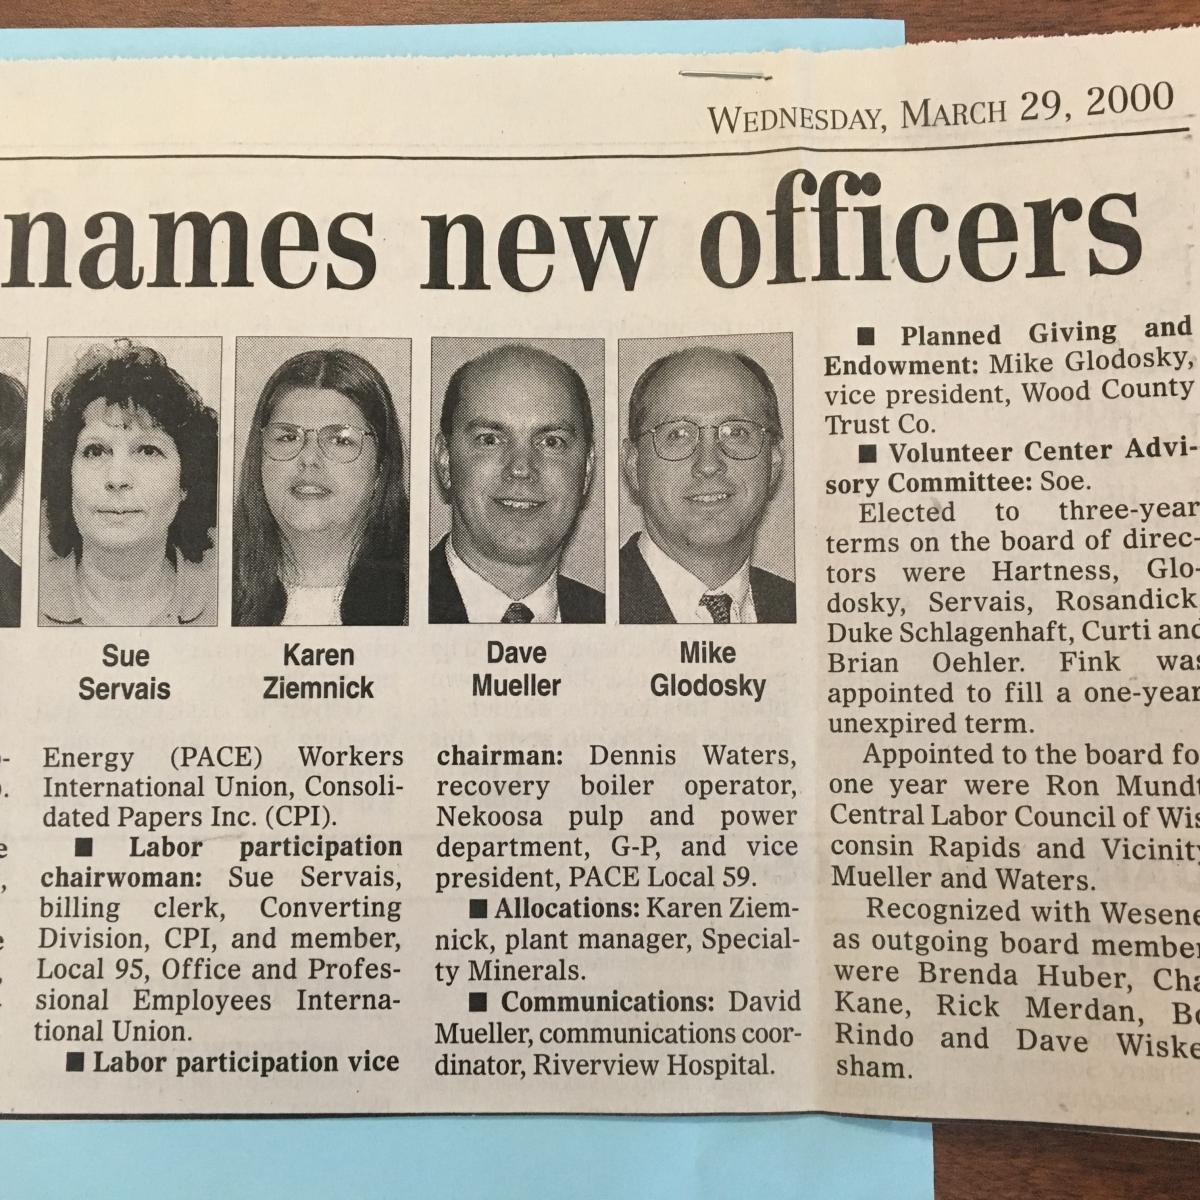 WEDNESDAY, MARCH 29, 2000
names new officers
Sue
Servais
Karen
Ziemnick
Dave
Mueller
Mike
Glodosky
Energy (PACE) Workers
International Union, Consoli-
dated Papers Inc. (CPI).
■ Labor participation
chairwoman: Sue Servais,
billing clerk, Converting
Division, CPI, and member,
Local 95, Office and Profes-
sional Employees Interna-
tional Union.
■ Labor participation vice
chairman: Dennis Waters,
recovery boiler operator,
Nekoosa pulp and power
department, G-P, and vice
president, PACE Local 59.
■ Allocations: Karen Ziem-
nick, plant manager, Special-
ty Minerals.
■ Communications: David
Mueller, communications coor-
dinator, Riverview Hospital.
■ Planned Giving and
Endowment: Mike Glodosky,
vice president, Wood County
Trust Co.
■ Volunteer Center Advi-
sory Committee: Soe.
Elected to three-year
terms on the board of direc-
tors were Hartness, Glo-
dosky, Servais, Rosandick
Duke Schlagenhaft, Curti and
Brian Oehler. Fink was
appointed to fill a one-year
unexpired term.
Appointed to the board fo
one year were Ron Mundt
Central Labor Council of Wis
consin Rapids and Vicinity
Mueller and Waters.
Recognized with Wesene
as outgoing board member
were Brenda Huber, Cha
Kane, Rick Merdan, Bo
Rindo and Dave Wiske
sham.